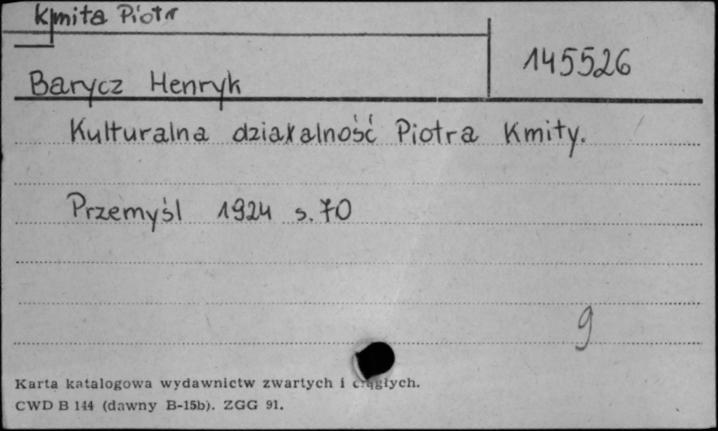 Kmita Piotr
145526
Barycz Henryk
Kulturalna działalność Piotra Kmity.
Przemyśl 1924 s. 70
9
Karta katalogowa wydawnictw zwartych i ciągłych.
CWD B 144 (dawny B-15b). ZGG 91.